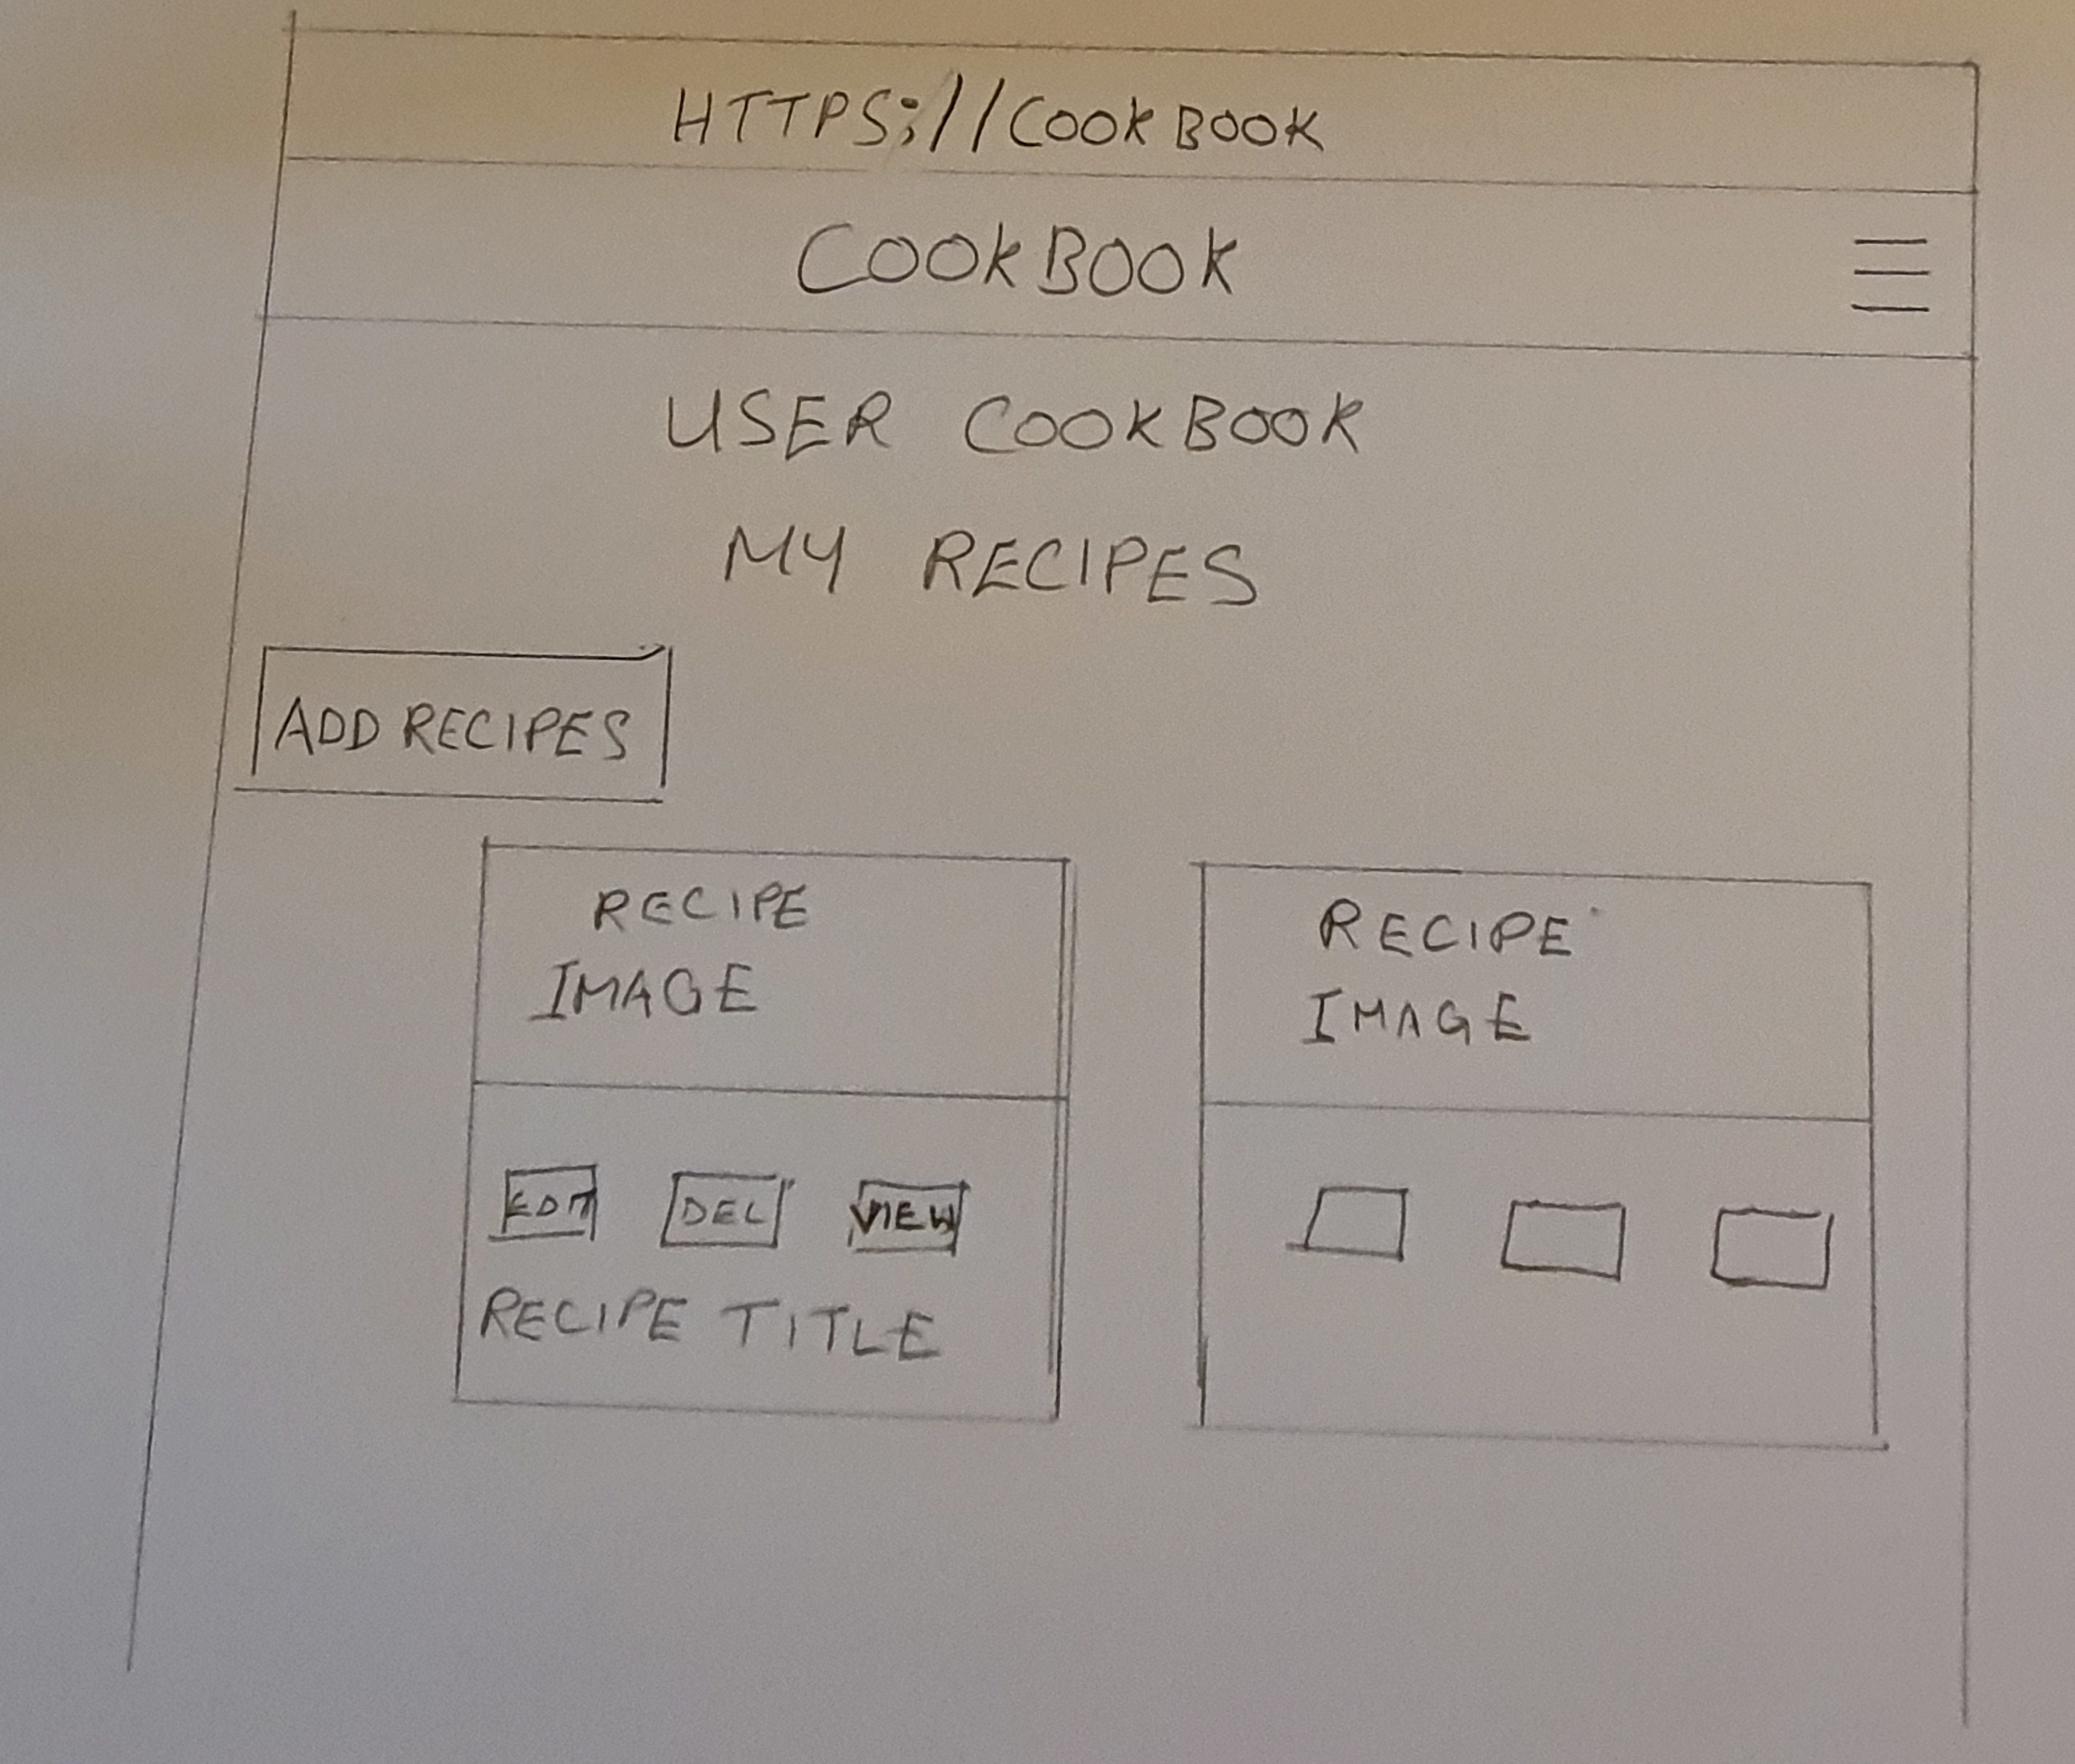 HTTPS;//COOKBOOK
COOKBOOK
USER COOKBOOK
MY RECIPES
ADD RECIPES
RECIPE
IMAGE
EDIT DEL VIEW
RECIPE TITLE
RECIPE
IMAGE